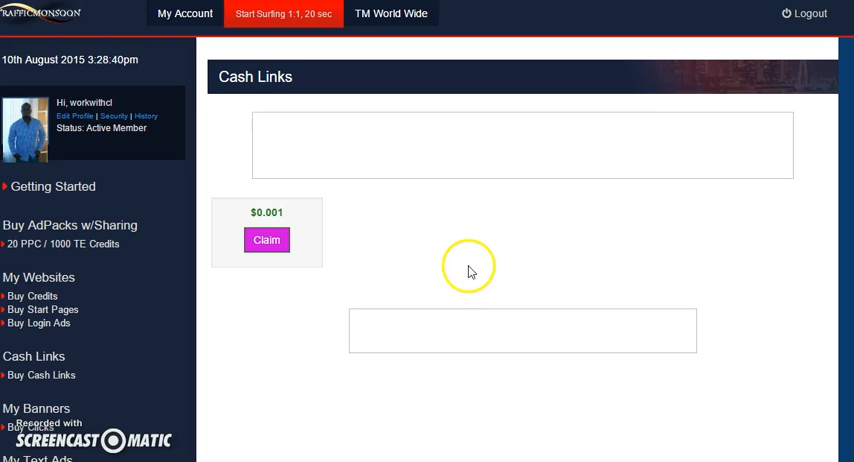 TRAFFICMONSOON
My Account
Start Surfing 1:1, 20 sec
TM World Wide
Logout
10th August 2015 3:28:40pm
Hi, workwithcl
Edit Profile | Security | History
Status: Active Member
Getting Started
Buy AdPacks w/Sharing
20 PPC / 1000 TE Credits
My Websites
Buy Credits
Buy Start Pages
Buy Login Ads
Cash Links
Buy Cash Links
My Banners
Buy Clicks
My Text Ads
Cash Links
$0.001
Claim
Recorded with
SCREENCAST-O-MATIC